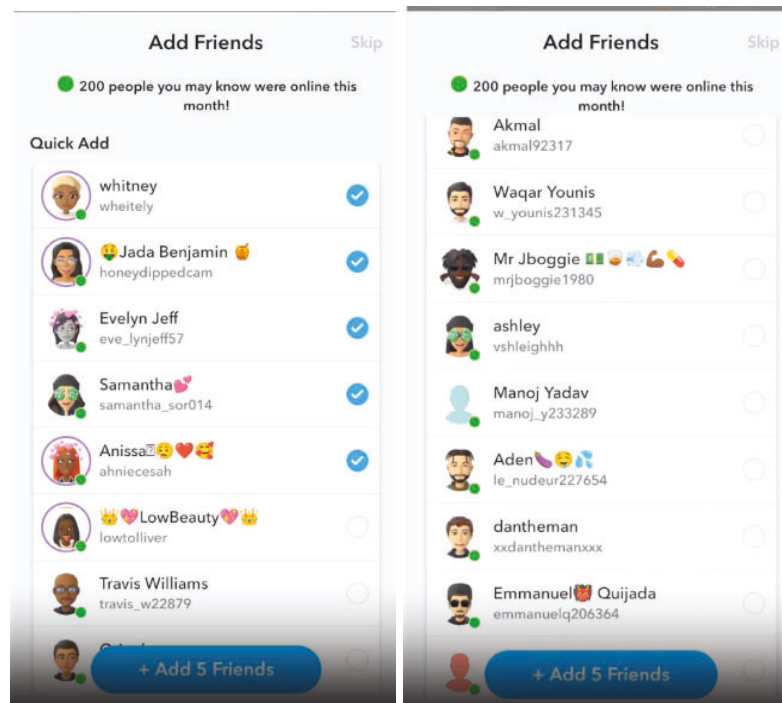 Add Friends
Skip
200 people you may know were online this
month!
Quick Add
whitney
wheitely
🤑Jada Benjamin 🍯
honeydippedcam
Evelyn Jeff
eve_lynjeff57
Samantha💕
samantha_sor014
Anissa😮‍💨❤️🥰
ahniecesah
👑💖LowBeauty💖👑
lowtolliver
Travis Williams
travis_w22879
+ Add 5 Friends
Add Friends
Skip
200 people you may know were online this
month!
Akmal
akmal92317
Waqar Younis
w_younis231345
Mr Jboggie 💵🥃💨💪🏾💊
mrjboggie1980
ashley
vshleighhh
Manoj Yadav
manoj_y233289
Aden🍆🤤💦
le_nudeur227654
dantheman
xxdanthemanxxx
Emmanuel👹 Quijada
emmanuelq206364
+ Add 5 Friends